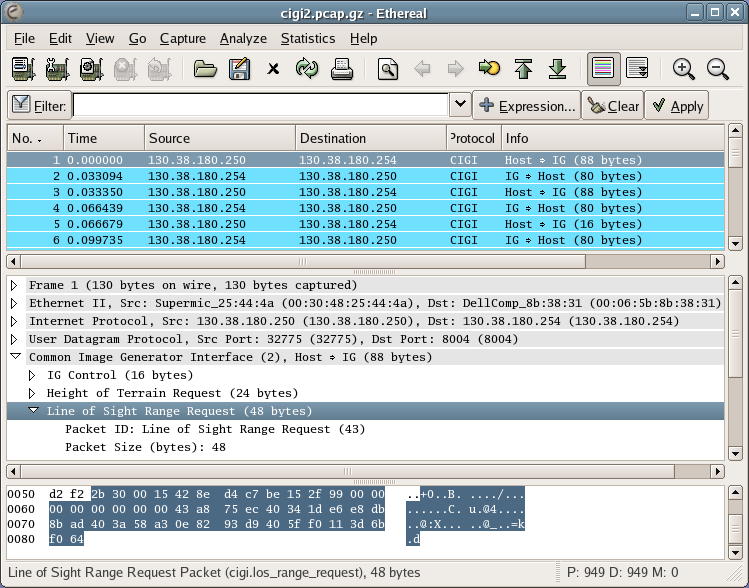 cigi2.pcap.gz - Ethereal
File Edit View Go Capture Analyze Statistics Help
Filter: Expression... Clear Apply
No. Time Source Destination Protocol Info
1 0.000000 130.38.180.250 130.38.180.254 CIGI Host → IG (88 bytes)
2 0.033094 130.38.180.254 130.38.180.250 CIGI IG → Host (80 bytes)
3 0.033350 130.38.180.250 130.38.180.254 CIGI Host → IG (88 bytes)
4 0.066439 130.38.180.254 130.38.180.250 CIGI IG → Host (80 bytes)
5 0.066679 130.38.180.250 130.38.180.254 CIGI Host → IG (16 bytes)
6 0.099735 130.38.180.254 130.38.180.250 CIGI IG → Host (80 bytes)
Frame 1 (130 bytes on wire, 130 bytes captured)
Ethernet II, Src: Supermic_25:44:4a (00:30:48:25:44:4a), Dst: DellComp_8b:38:31 (00:06:5b:8b:38:31)
Internet Protocol, Src: 130.38.180.250 (130.38.180.250), Dst: 130.38.180.254 (130.38.180.254)
User Datagram Protocol, Src Port: 32775 (32775), Dst Port: 8004 (8004)
Common Image Generator Interface (2), Host → IG (88 bytes)
IG Control (16 bytes)
Height of Terrain Request (24 bytes)
Line of Sight Range Request (48 bytes)
Packet ID: Line of Sight Range Request (43)
Packet Size (bytes): 48
0050 d2 f2 2b 30 00 15 42 8e d4 c7 be 15 2f 99 00 00 ..+0..B. ..../...
0060 00 00 00 00 00 00 43 a8 75 ec 40 34 1d e6 e8 db ......C. u.@4....
0070 8b ad 40 3a 58 a3 0e 82 93 d9 40 5f f0 11 3d 6b ..@:X... ..@_..=k
0080 f0 64 .d
Line of Sight Range Request Packet (cigi.los_range_request), 48 bytes P: 949 D: 949 M: 0